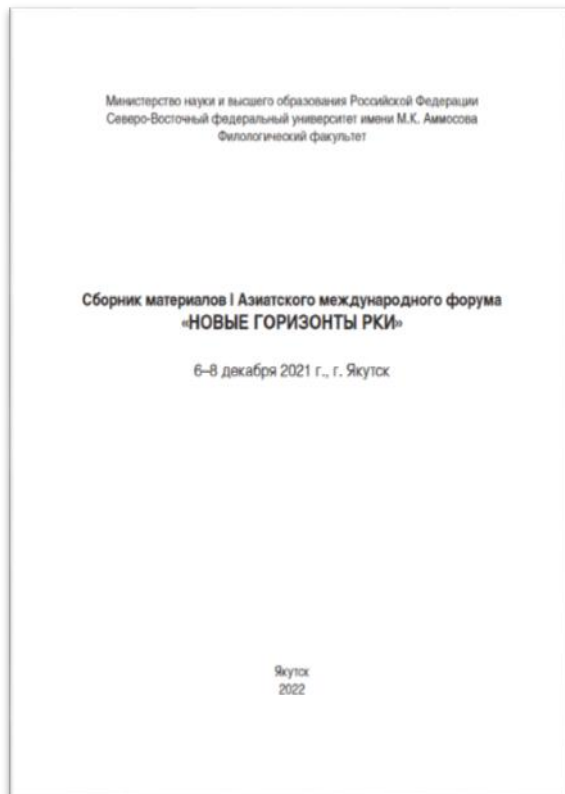 Министерство науки и высшего образования Российской Федерации
Северо-Восточный федеральный университет имени М.К. Аммосова
Филологический факультет
Сборник материалов I Азиатского международного форума
«НОВЫЕ ГОРИЗОНТЫ РКИ»
6–8 декабря 2021 г., г. Якутск
Якутск
2022